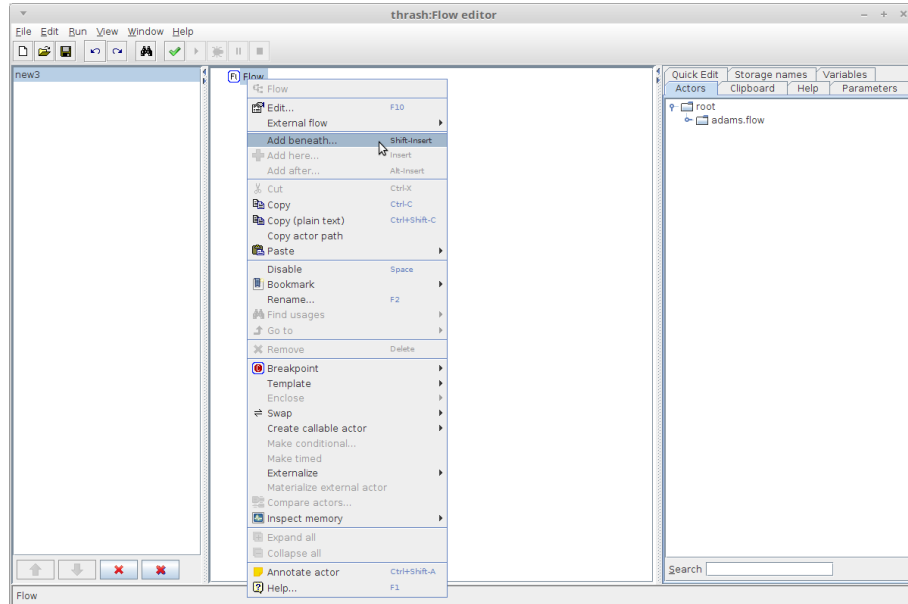 thrash:Flow editor
File Edit Run View Window Help
new3
Flow
Flow
Edit... F10
External flow
Add beneath... Shift-Insert
Add here... Insert
Add after... Alt-Insert
Cut Ctrl-X
Copy Ctrl-C
Copy (plain text) Ctrl+Shift-C
Copy actor path
Paste
Disable Space
Bookmark
Rename... F2
Find usages
Go to
Remove Delete
Breakpoint
Template
Enclose
Swap
Create callable actor
Make conditional...
Make timed
Externalize
Materialize external actor
Compare actors...
Inspect memory
Expand all
Collapse all
Annotate actor Ctrl+Shift-A
Help... F1
Quick Edit Storage names Variables
Actors Clipboard Help Parameters
root
adams.flow
Search
Flow